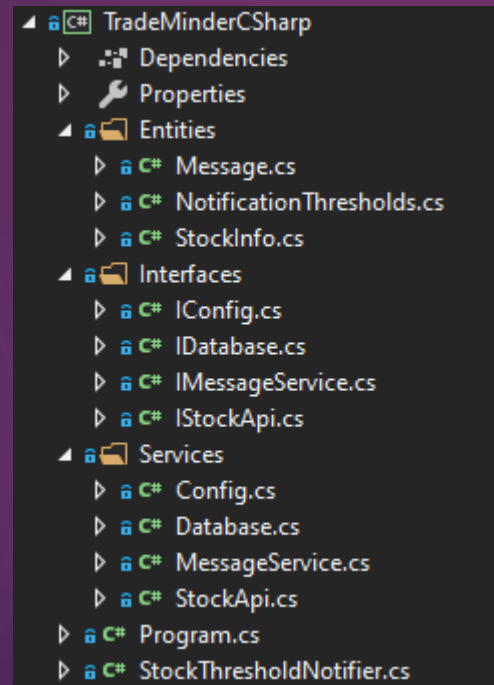 C# TradeMinderCSharp
Dependencies
Properties
Entities
C# Message.cs
C# NotificationThresholds.cs
C# StockInfo.cs
Interfaces
C# IConfig.cs
C# IDatabase.cs
C# IMessageService.cs
C# IStockApi.cs
Services
C# Config.cs
C# Database.cs
C# MessageService.cs
C# StockApi.cs
C# Program.cs
C# StockThresholdNotifier.cs